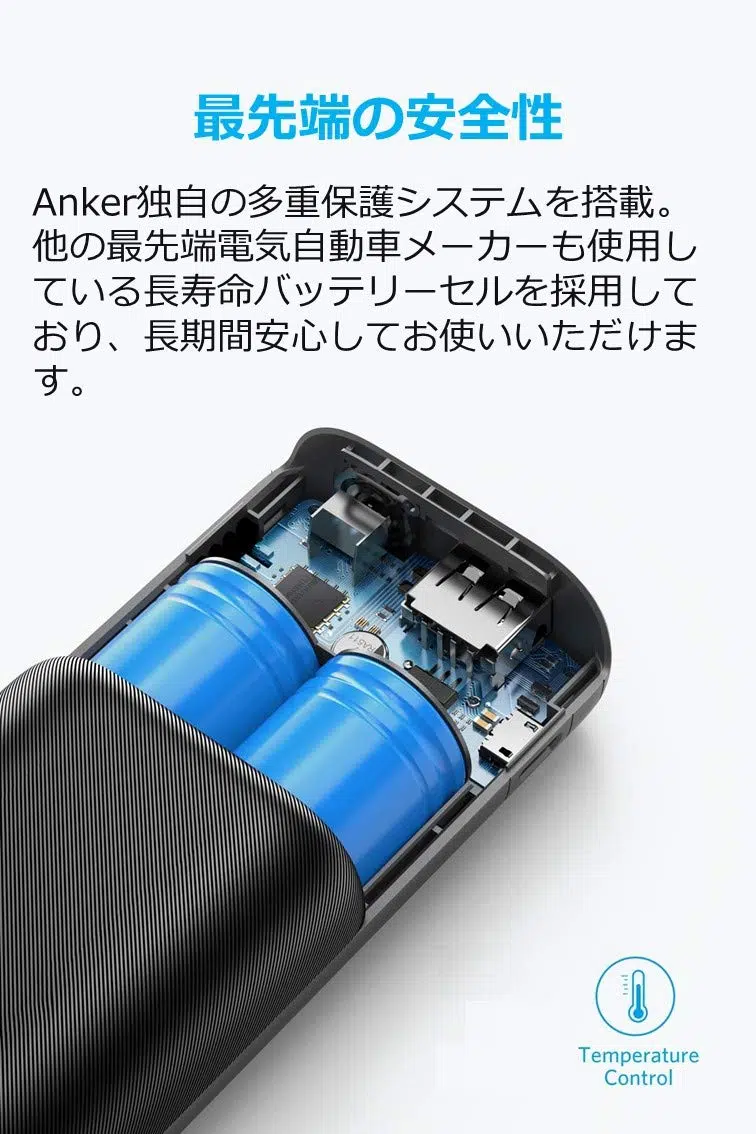 最先端の安全性
Anker独自の多重保護システムを搭載。
他の最先端電気自動車メーカーも使用し
ている長寿命バッテリーセルを採用して
おり、長期間安心してお使いいただけま
す。
Temperature
Control